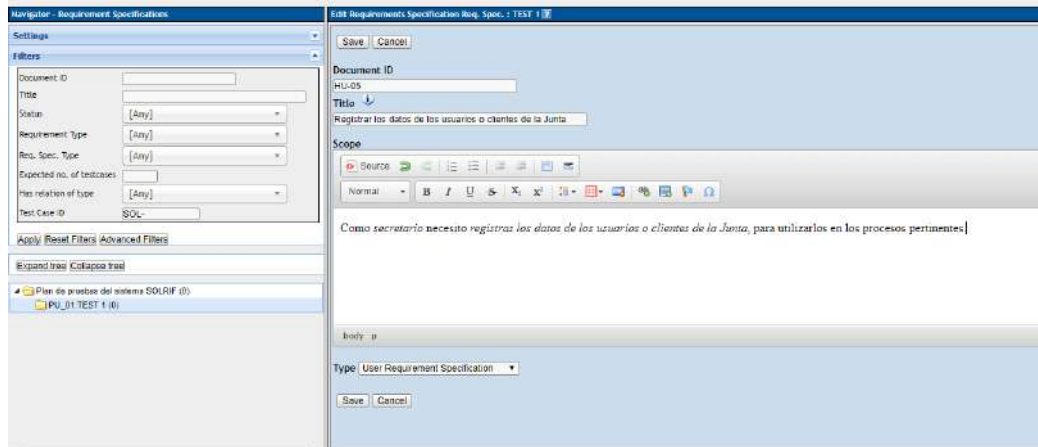 Navigator - Requirement Specifications
Settings
Filters
Document ID
Title
Status [Any]
Requirement Type [Any]
Req. Spec. Type [Any]
Expected no. of testcases
Has relation of type [Any]
Test Case ID SOL-
Apply Reset Filters Advanced Filters
Expand tree Collapse tree
Plan de pruebas del sistema SOLRIF (0)
PU_01:TEST 1 (0)
Edit Requirements Specification Req. Spec. : TEST 1
Save Cancel
Document ID
HU-05
Title
Registrar los datos de los usuarios o clientes de la Junta
Scope
Source
Normal B I U S X₂ X² Ω
Como secretario necesito registras los datos de los usuarios o clientes de la Junta, para utilizarlos en los procesos pertinentes
body p
Type User Requirement Specification
Save Cancel